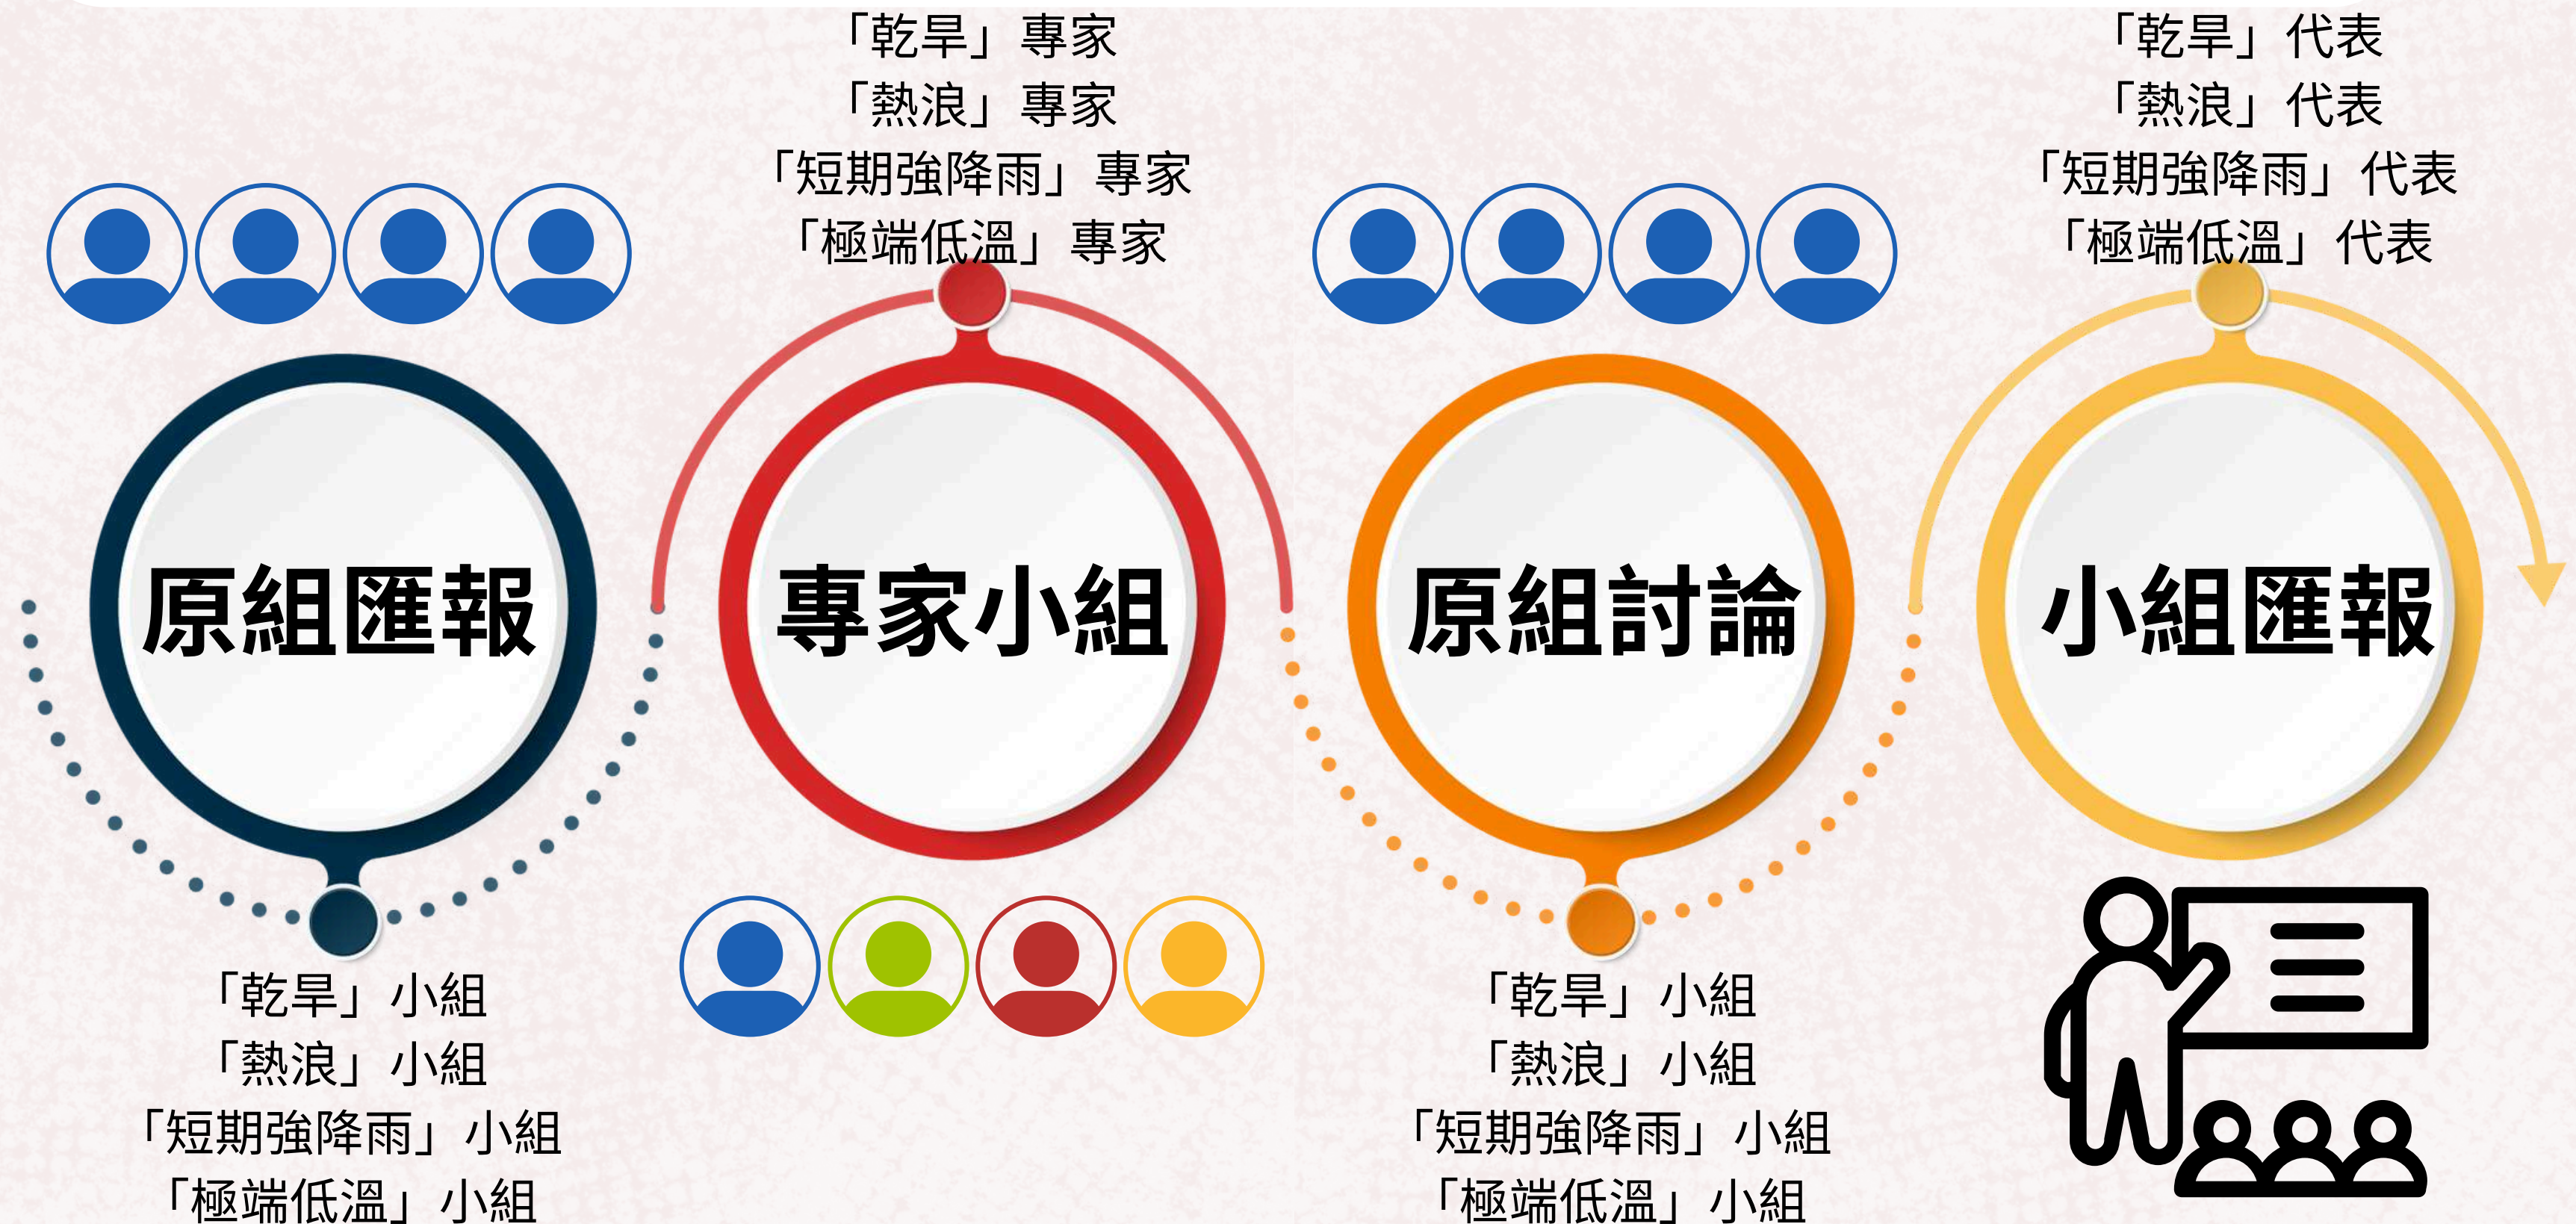 「乾旱」專家
「熱浪」專家
「短期強降雨」專家
「極端低溫」專家
「乾旱」代表
「熱浪」代表
「短期強降雨」代表
「極端低溫」代表
原組匯報
專家小組
原組討論
小組匯報
「乾旱」小組
「熱浪」小組
「短期強降雨」小組
「極端低溫」小組
「乾旱」小組
「熱浪」小組
「短期強降雨」小組
「極端低溫」小組